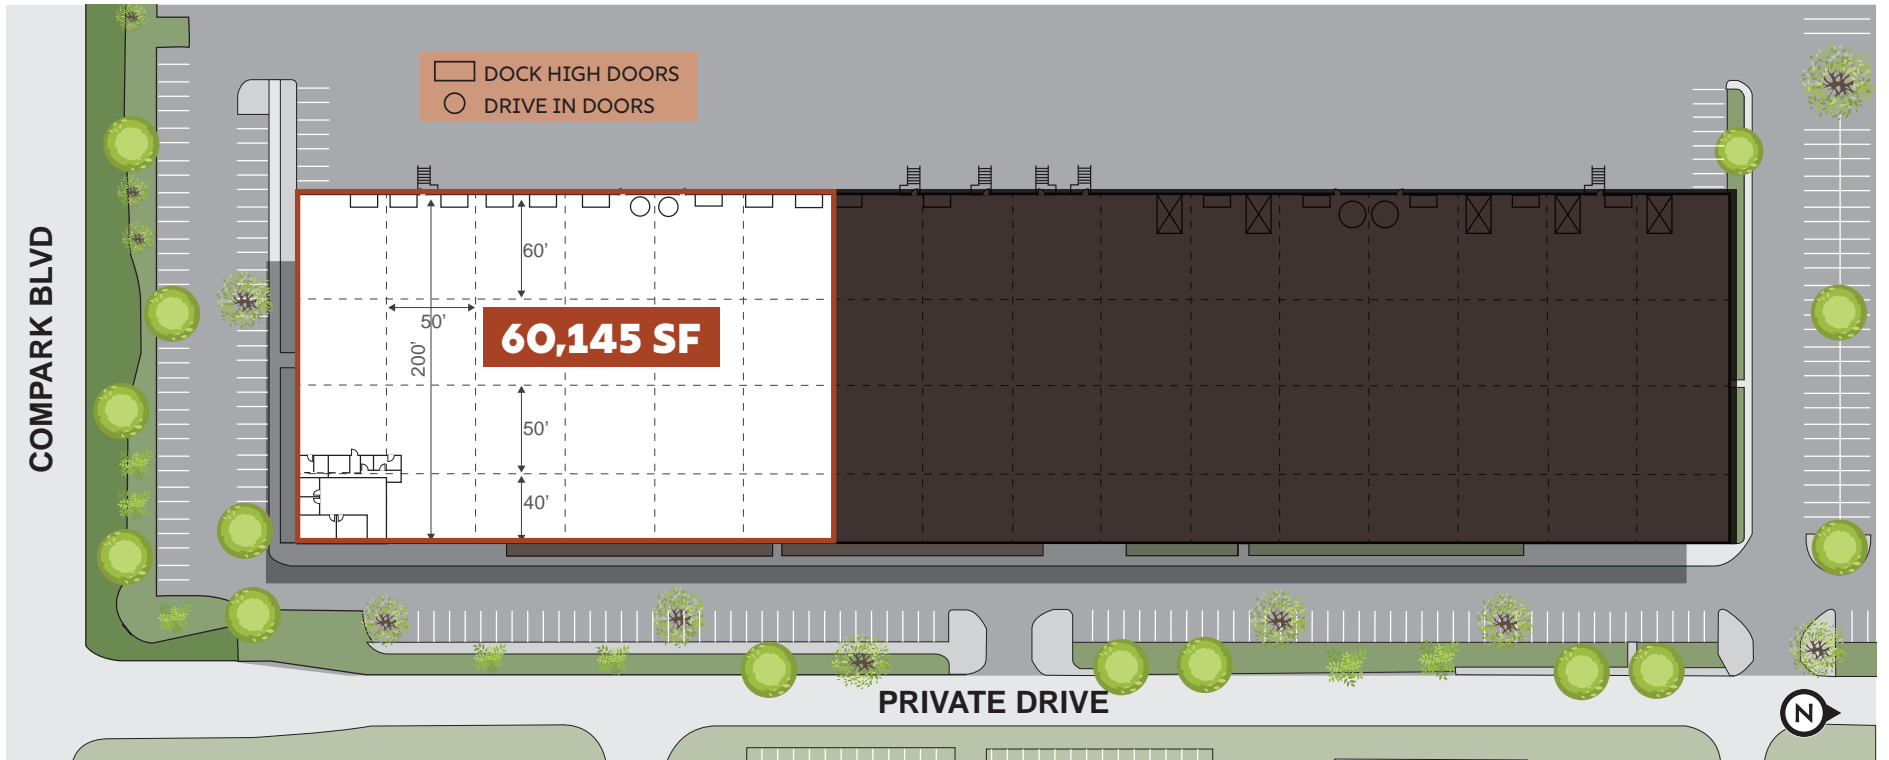 DOCK HIGH DOORS
DRIVE IN DOORS
COMPARK BLVD
60'
50'
200'
60,145 SF
50'
40'
PRIVATE DRIVE
N